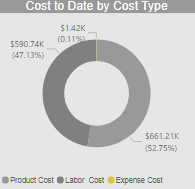 Cost to Date by Cost Type
$1.42K
(0.11%)
$590.74K
(47.13%)
$661.21K
(52.75%)
Product Cost Labor Cost Expense Cost